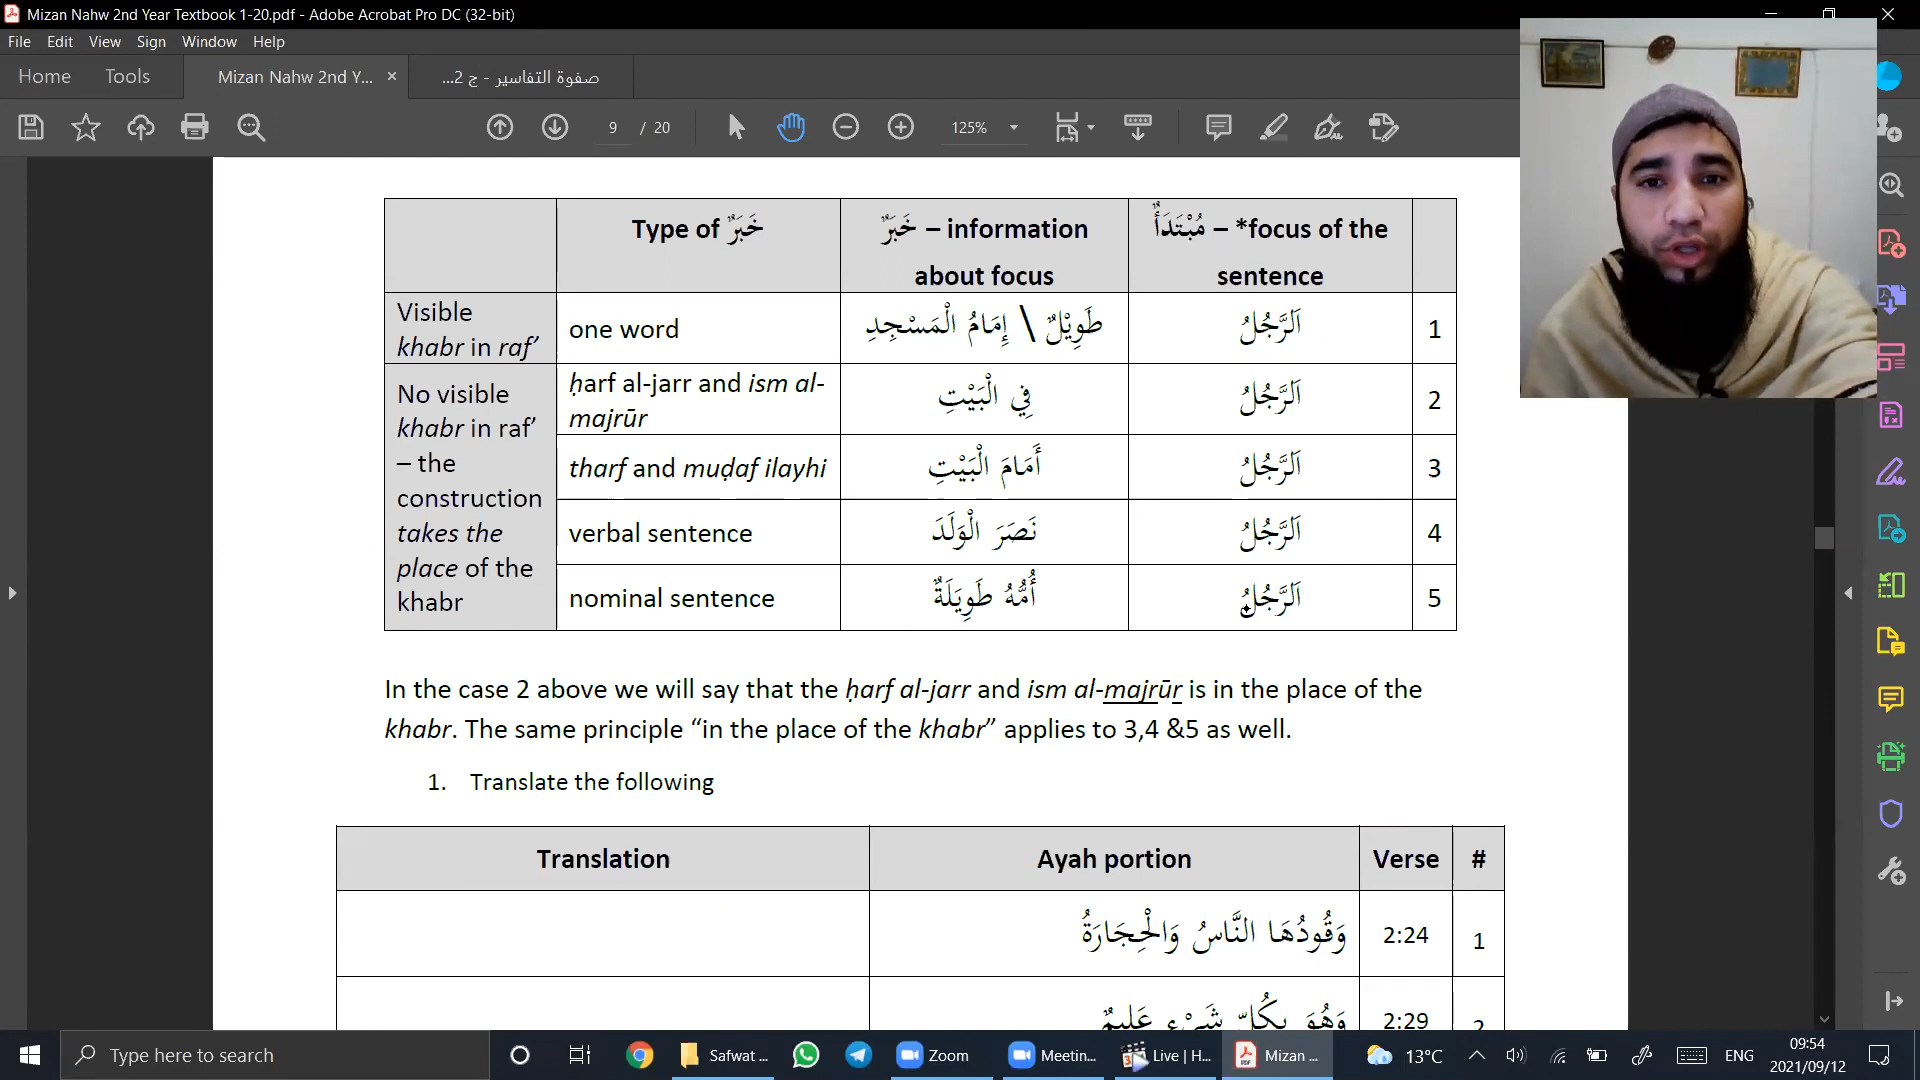 Mizan Nahw 2nd Year Textbook 1-20.pdf - Adobe Acrobat Pro DC (32-bit)
File Edit View Sign Window Help
Home Tools Mizan Nahw 2nd Y... × صفوة التفاسير - ج 2...
9 / 20 125%
Type of خَبَرٌ
خَبَرٌ – information about focus
مُبْتَدَأٌ – *focus of the sentence
Visible khabr in raf’
one word
طَوِيْلٌ \ إِمَامُ الْمَسْجِدِ
اَلرَّجُلُ
1
No visible khabr in raf’ – the construction takes the place of the khabr
ḥarf al-jarr and ism al-majrūr
فِي الْبَيْتِ
اَلرَّجُلُ
2
tharf and muḍaf ilayhi
أَمَامَ الْبَيْتِ
اَلرَّجُلُ
3
verbal sentence
نَصَرَ الْوَلَدَ
اَلرَّجُلُ
4
nominal sentence
أُمُّهُ طَوِيَلَةٌ
اَلرَّجُلُ
5
In the case 2 above we will say that the ḥarf al-jarr and ism al-majrūr is in the place of the
khabr. The same principle “in the place of the khabr” applies to 3,4 &5 as well.
1. Translate the following
Translation Ayah portion Verse #
وَقُودُهَا النَّاسُ وَالْحِجَارَةُ
2:24
1
وَهُوَ بِكُلِّ شَيْءٍ عَلِيمٌ
2:29
2
Type here to search
Safwat ...
Zoom
Meetin...
Live | H...
Mizan ...
13°C
ENG
09:54
2021/09/12